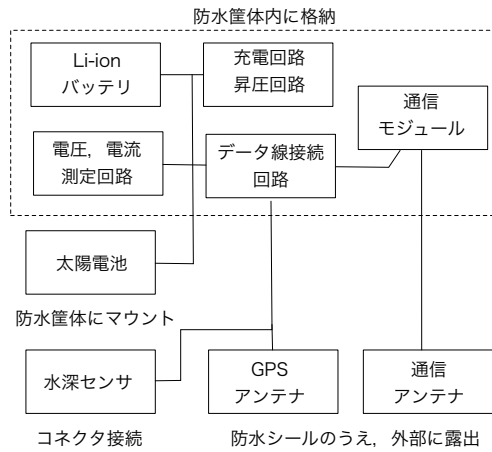 防水筐体内に格納
Li-ion
バッテリ
充電回路
昇圧回路
通信
モジュール
電圧，電流
測定回路
データ線接続
回路
太陽電池
防水筐体にマウント
水深センサ
GPS
アンテナ
通信
アンテナ
コネクタ接続
防水シールのうえ，外部に露出